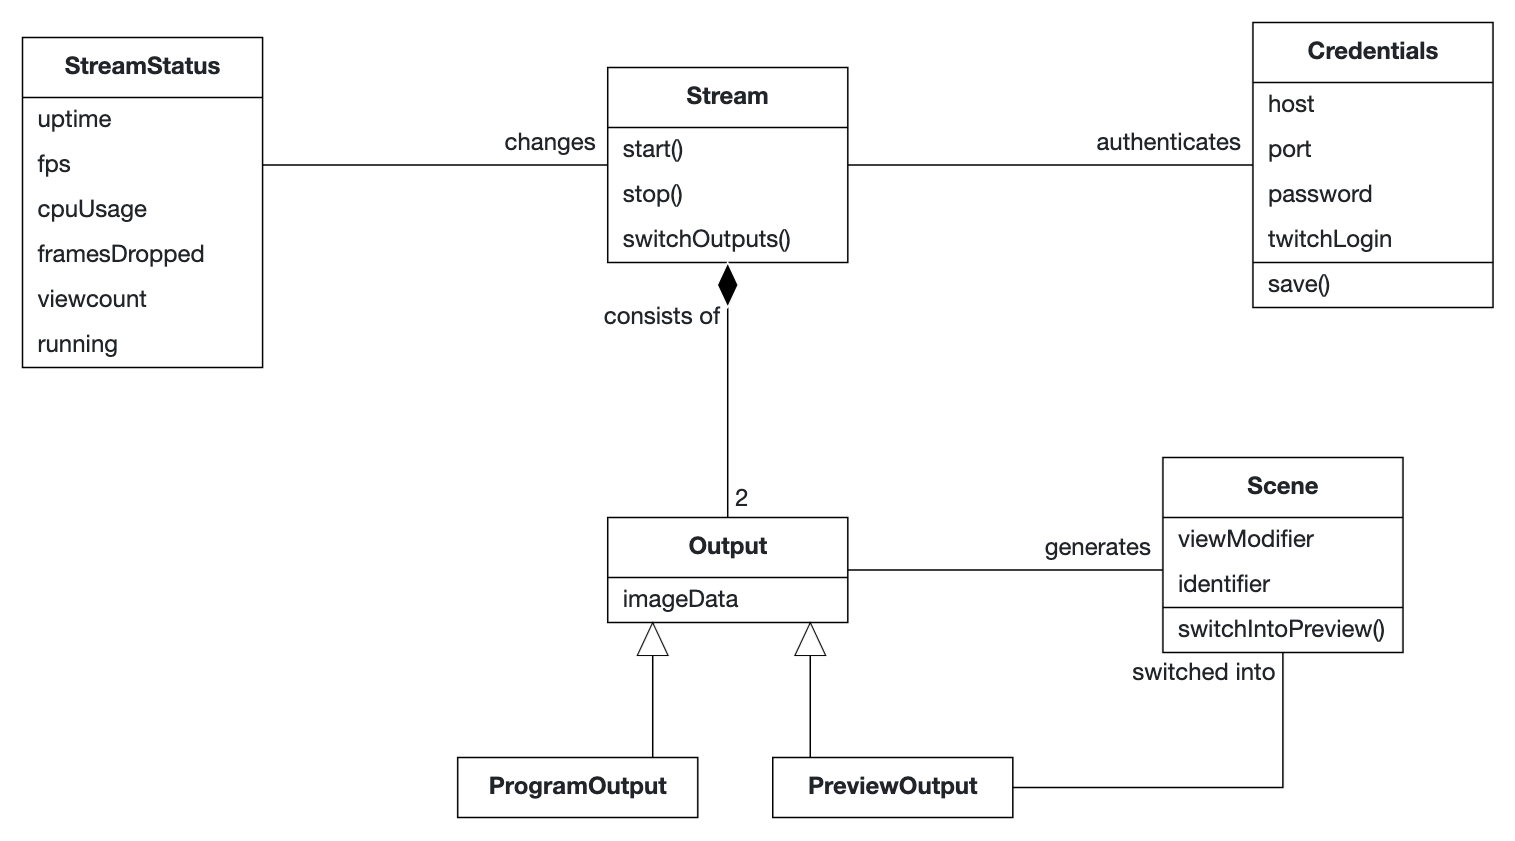 StreamStatus
uptime
fps
cpuUsage
framesDropped
viewcount
running
changes
Stream
start()
stop()
switchOutputs()
authenticates
Credentials
host
port
password
twitchLogin
save()
consists of
2
Output
imageData
generates
Scene
viewModifier
identifier
switchIntoPreview()
switched into
ProgramOutput
PreviewOutput